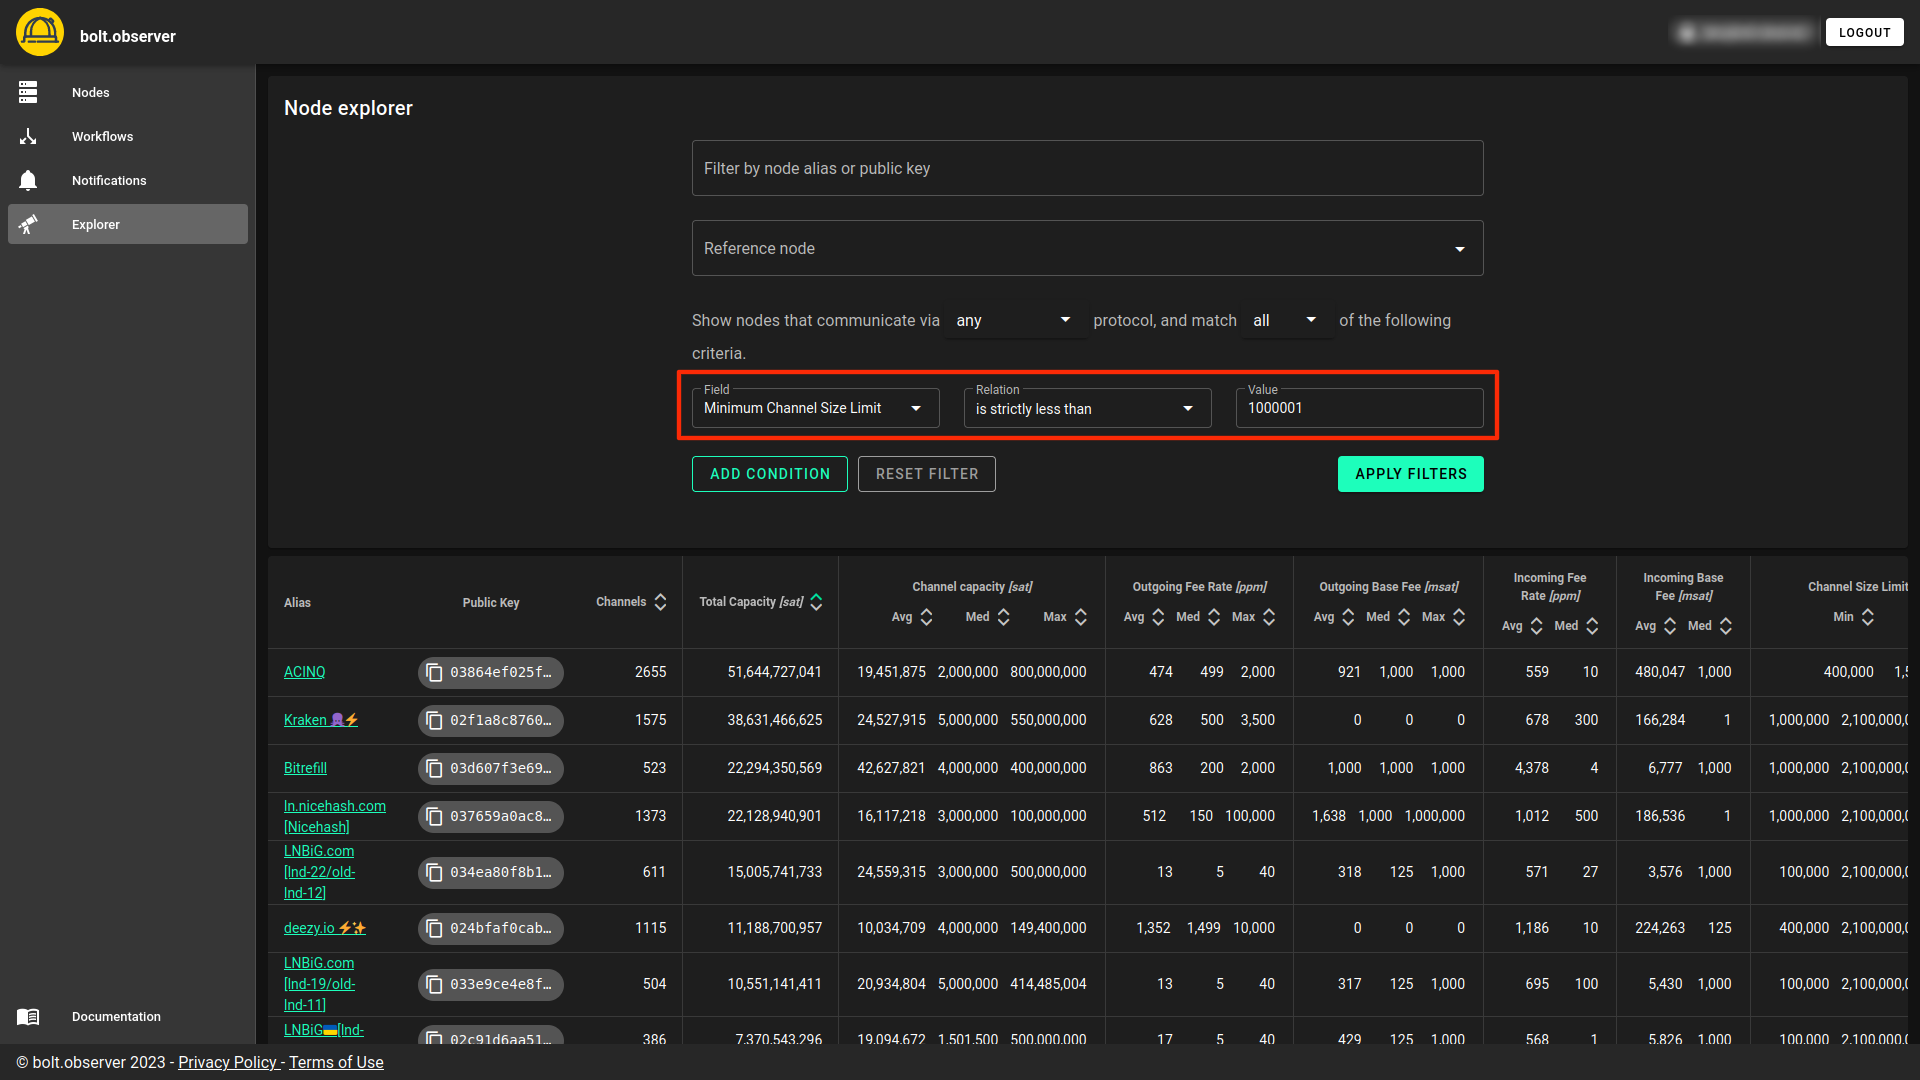 bolt.observer
LOGOUT
Nodes
Workflows
Notifications
Explorer
Documentation
Node explorer
Filter by node alias or public key
Reference node
Show nodes that communicate via any protocol, and match all of the following
criteria.
Field Relation Value
Minimum Channel Size Limit is strictly less than 1000001
ADD CONDITION RESET FILTER APPLY FILTERS
Alias Public Key Channels Total Capacity [sat] Channel capacity [sat] Outgoing Fee Rate [ppm] Outgoing Base Fee [msat] Incoming Fee Rate [ppm] Incoming Base Fee [msat] Channel Size Limit
Avg Med Max Avg Med Max Avg Med Max Avg Med Avg Med Min
ACINQ 03864ef025f… 2655 51,644,727,041 19,451,875 2,000,000 800,000,000 474 499 2,000 921 1,000 1,000 559 10 480,047 1,000 400,000 1,5
Kraken 🐙⚡ 02f1a8c8760… 1575 38,631,466,625 24,527,915 5,000,000 550,000,000 628 500 3,500 0 0 0 678 300 166,284 1 1,000,000 2,100,000,0
Bitrefill 03d607f3e69… 523 22,294,350,569 42,627,821 4,000,000 400,000,000 863 200 2,000 1,000 1,000 1,000 4,378 4 6,777 1,000 1,000,000 2,100,000,0
ln.nicehash.com
[Nicehash] 037659a0ac8… 1373 22,128,940,901 16,117,218 3,000,000 100,000,000 512 150 100,000 1,638 1,000 1,000,000 1,012 500 186,536 1 1,000,000 2,100,000,0
LNBiG.com
[lnd-22/old-
lnd-12] 034ea80f8b1… 611 15,005,741,733 24,559,315 3,000,000 500,000,000 13 5 40 318 125 1,000 571 27 3,576 1,000 100,000 2,100,000,0
deezy.io ⚡✨ 024bfaf0cab… 1115 11,188,700,957 10,034,709 4,000,000 149,400,000 1,352 1,499 10,000 0 0 0 1,186 10 224,263 125 400,000 2,100,000,0
LNBiG.com
[lnd-19/old-
lnd-11] 033e9ce4e8f… 504 10,551,141,411 20,934,804 5,000,000 414,485,004 13 5 40 317 125 1,000 695 100 5,430 1,000 100,000 2,100,000,0
LNBiG🇺🇦[lnd- 02c91d6aa51… 386 7,370,543,296 19,094,672 1,501,500 500,000,000 17 5 40 429 125 1,000 568 1 5,826 1,000 100,000 2,100,000,0
© bolt.observer 2023 - Privacy Policy - Terms of Use